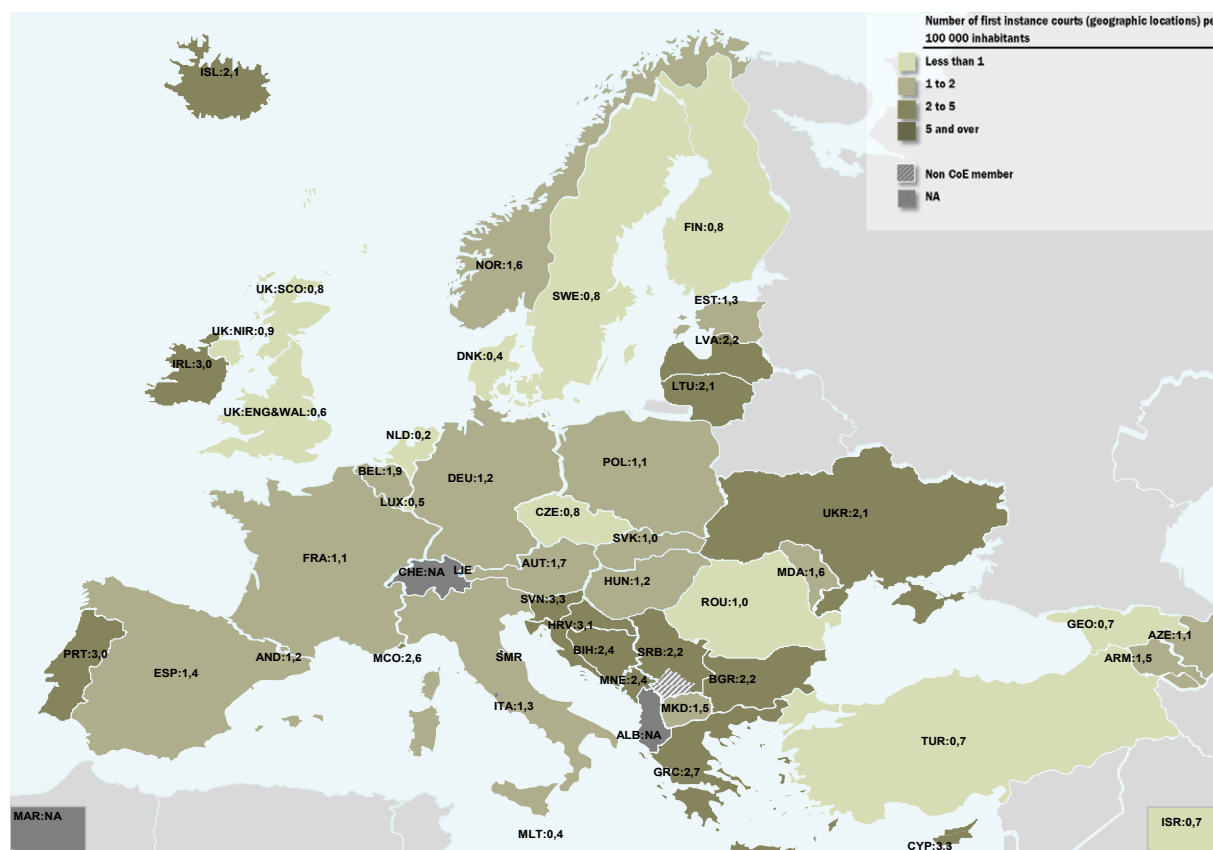 Number of first instance courts (geographic locations) pe
100 000 inhabitants
Less than 1
1 to 2
2 to 5
5 and over
Non CoE member
NA
ISL:2,1
FIN:0,8
NOR:1,6
SWE:0,8
UK:SCO:0,8
EST:1,3
UK:NIR:0,9
LVA:2,2
DNK:0,4
IRL:3,0
LTU:2,1
UK:ENG&WAL:0,6
NLD:0,2
POL:1,1
BEL:1,9
DEU:1,2
LUX:0,5
CZE:0,8
UKR:2,1
SVK:1,0
FRA:1,1
AUT:1,7
CHE:NA
LIE
MDA:1,6
HUN:1,2
SVN:3,3
ROU:1,0
HRV:3,1
GEO:0,7
AZE:1,1
PRT:3,0
AND:1,2
MCO:2,6
SMR
BIH:2,4
SRB:2,2
ARM:1,5
ESP:1,4
MNE:2,4
BGR:2,2
ITA:1,3
MKD:1,5
ALB:NA
TUR:0,7
GRC:2,7
MAR:NA
ISR:0,7
MLT:0,4
CYP:3,3